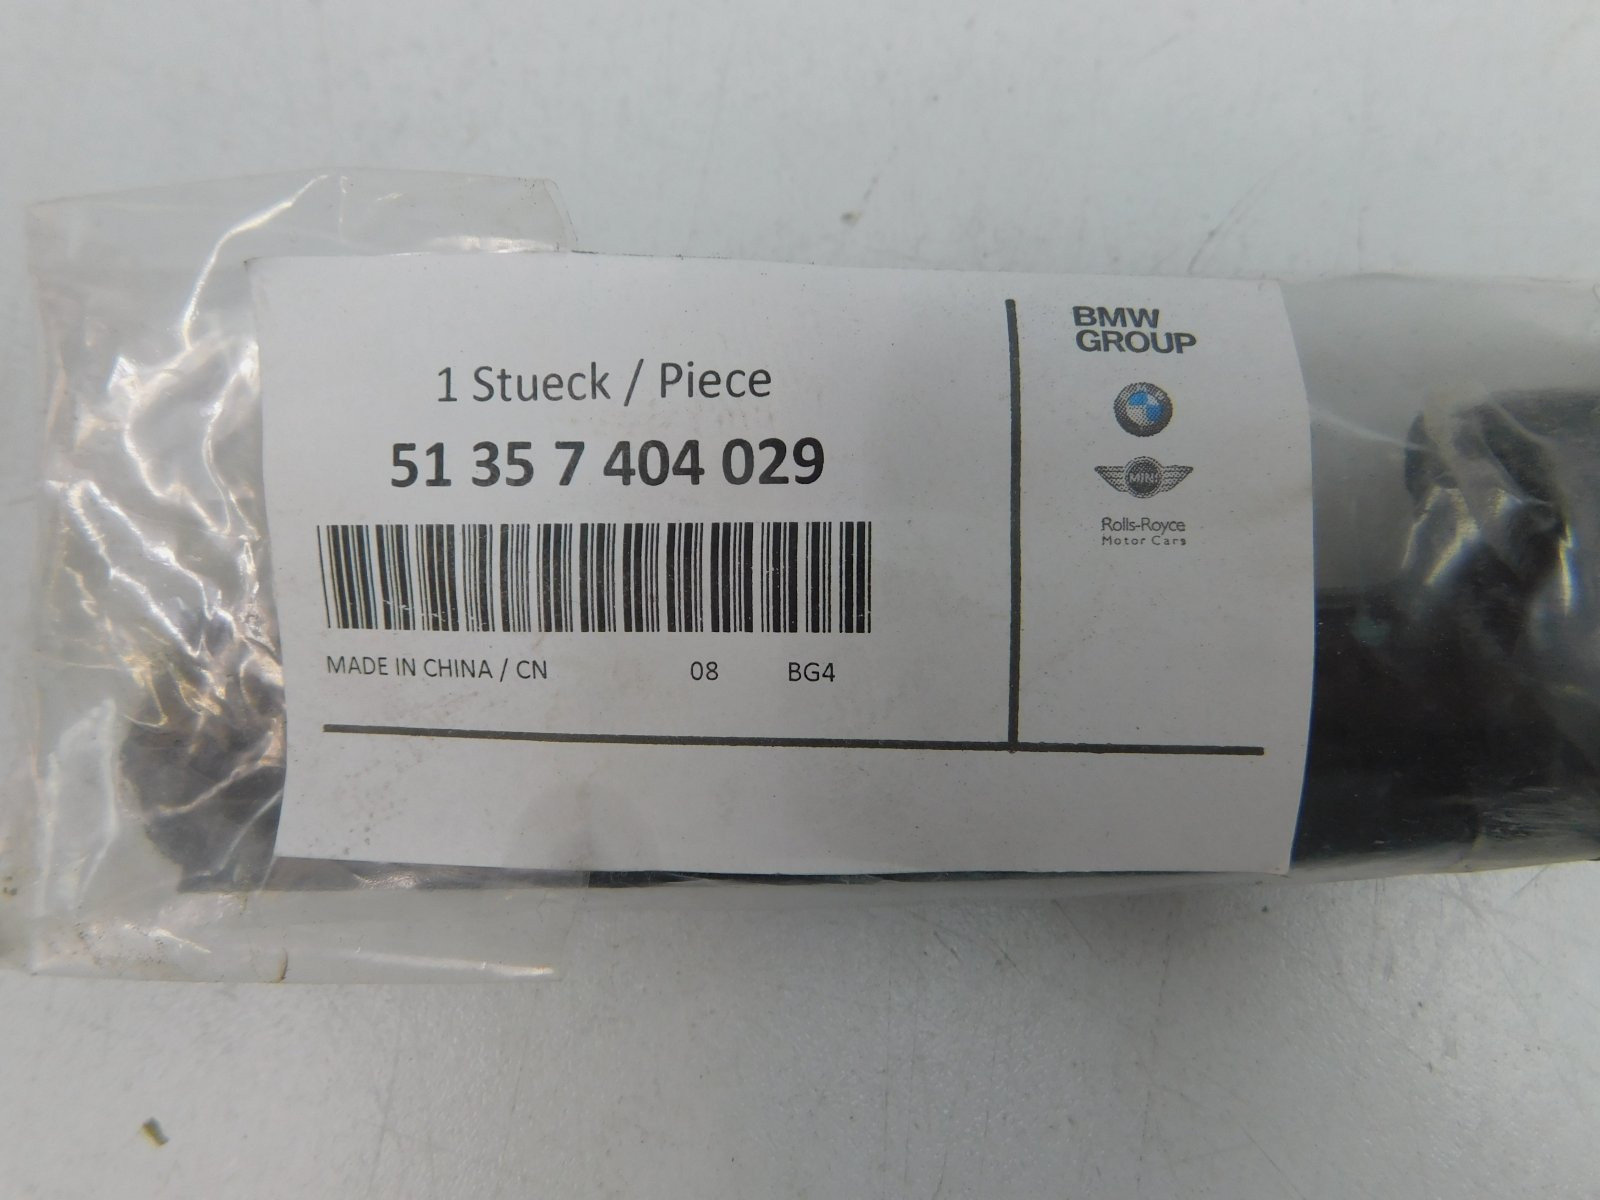 1 Stueck / Piece
51 35 7 404 029
MADE IN CHINA / CN 08 BG4
BMW
GROUP
MINI
Rolls-Royce
Motor Cars